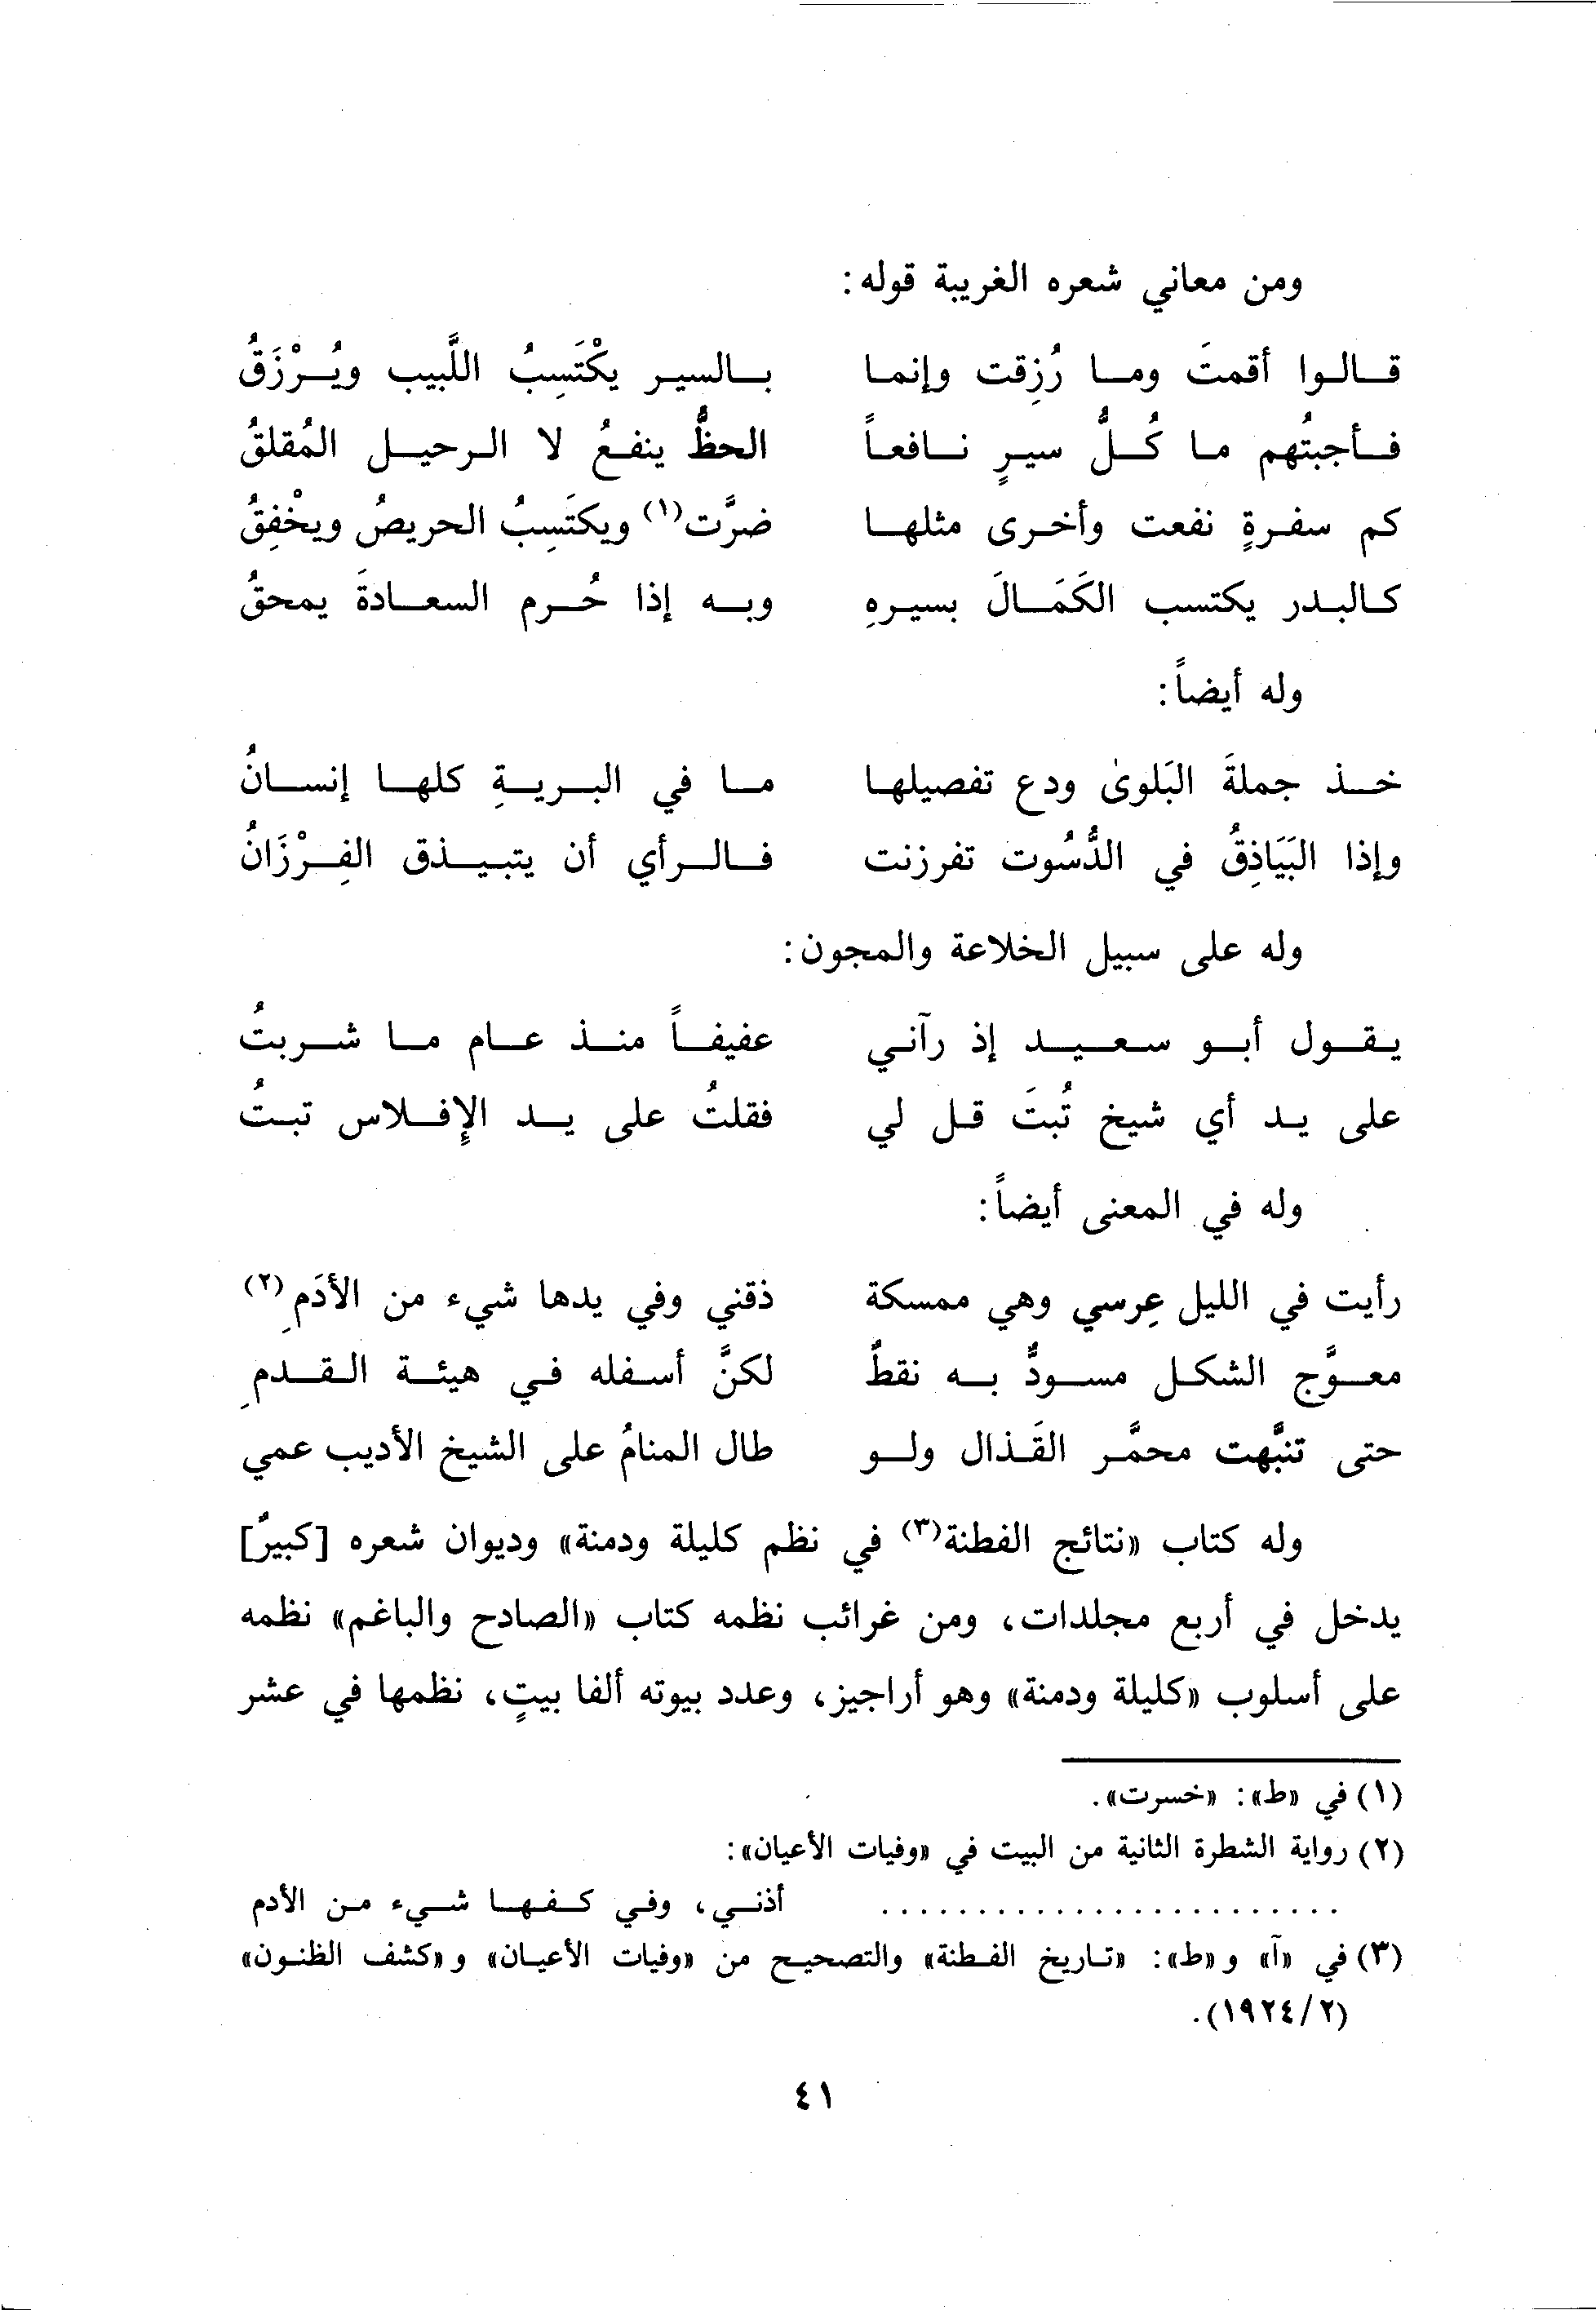 ومن معاني شعره الغريبة قوله:
قالوا أقمتَ وما رُزِقت وإنما بالسير يكْتَسِبُ اللَّبيب ويُرْزَقُ
فأجبتُهم ما كُلُّ سيرٍ نافعاً الحظُّ ينفعُ لا الرحيل المُقلقُ
كم سفرةٍ نفعت وأخرى مثلها ضرَّت(١) ويكتَسِبُ الحريصُ ويخْفِقُ
كالبدر يكتسب الكَمَالَ بسيرهِ وبه إذا حُرم السعادةَ يمحقُ
وله أيضاً:
خذ جملةَ البَلوىٰ ودع تفصيلها ما في البريةِ كلها إنسانُ
وإذا البَيَاذِقُ في الدُّسُوت تفرزنت فالرأي أن يتبيذق الفِرْزَانُ
وله على سبيل الخلاعة والمجون:
يقول أبو سعيد إذ رآني عفيفاً منذ عام ما شربتُ
على يد أي شيخ تُبتَ قل لي فقلتُ على يد الإفلاس تبتُ
وله في المعنى أيضاً:
رأيت في الليل عِرسي وهي ممسكة ذقني وفي يدها شيء من الأدَمِ(٢)
معوَّج الشكل مسودٌّ به نقطٌ لكنَّ أسفله في هيئة القدمِ
حتى تنبَّهت محمَّر القَذال ولو طال المنامُ على الشيخ الأديب عمي
وله كتاب «نتائج الفطنة(٣) في نظم كليلة ودمنة» وديوان شعره [كبيرٌ]
يدخل في أربع مجلدات، ومن غرائب نظمه كتاب «الصادح والباغم» نظمه
على أسلوب «كليلة ودمنة» وهو أراجيز، وعدد بيوته ألفا بيتٍ، نظمها في عشر
(١) في «ط»: «خسرت».
(٢) رواية الشطرة الثانية من البيت في «وفيات الأعيان»:
. . . . . . . . . . . . . . . . . . . . . . . . أذني، وفي كفها شيء من الأدم
(٣) في «آ» و«ط»: «تاريخ الفطنة» والتصحيح من «وفيات الأعيان» و«كشف الظنون»
(١٩٢٤/٢).
٤١